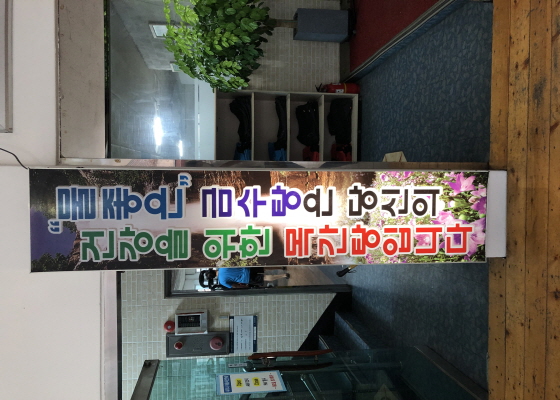 “물 좋은” 금수탕은 당신의
건강을 위한 목간탕입니다